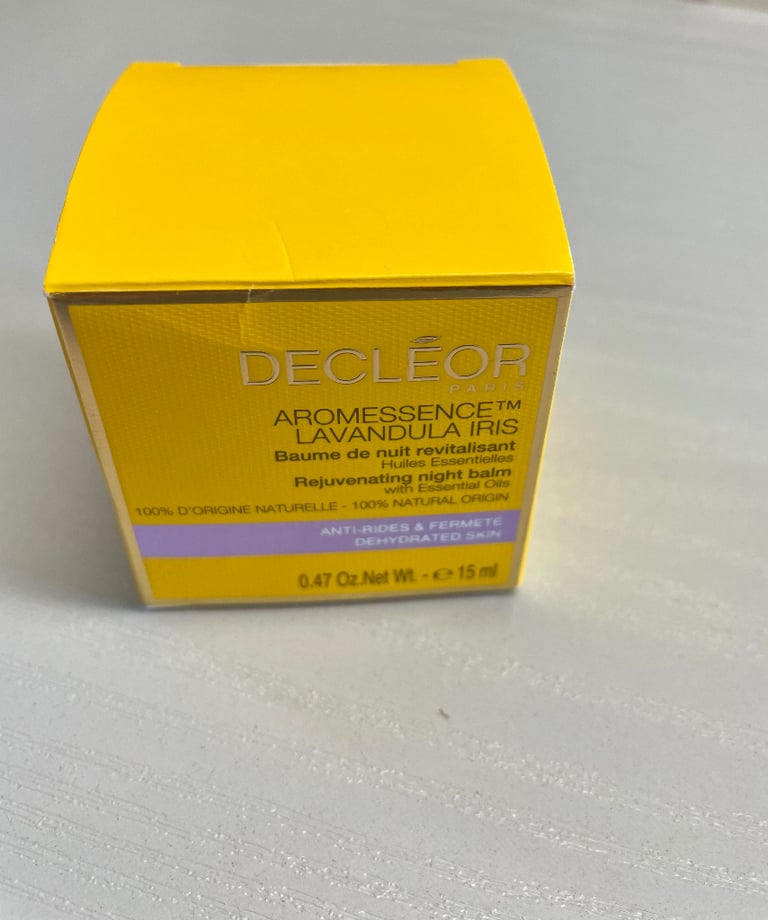 DECLÉOR
PARIS
AROMESSENCE™
LAVANDULA IRIS
Baume de nuit revitalisant
Huiles Essentielles
Rejuvenating night balm
with Essential Oils
100% D'ORIGINE NATURELLE - 100% NATURAL ORIGIN
ANTI-RIDES & FERMETÉ
DEHYDRATED SKIN
0.47 Oz.Net Wt. - ℮ 15 ml